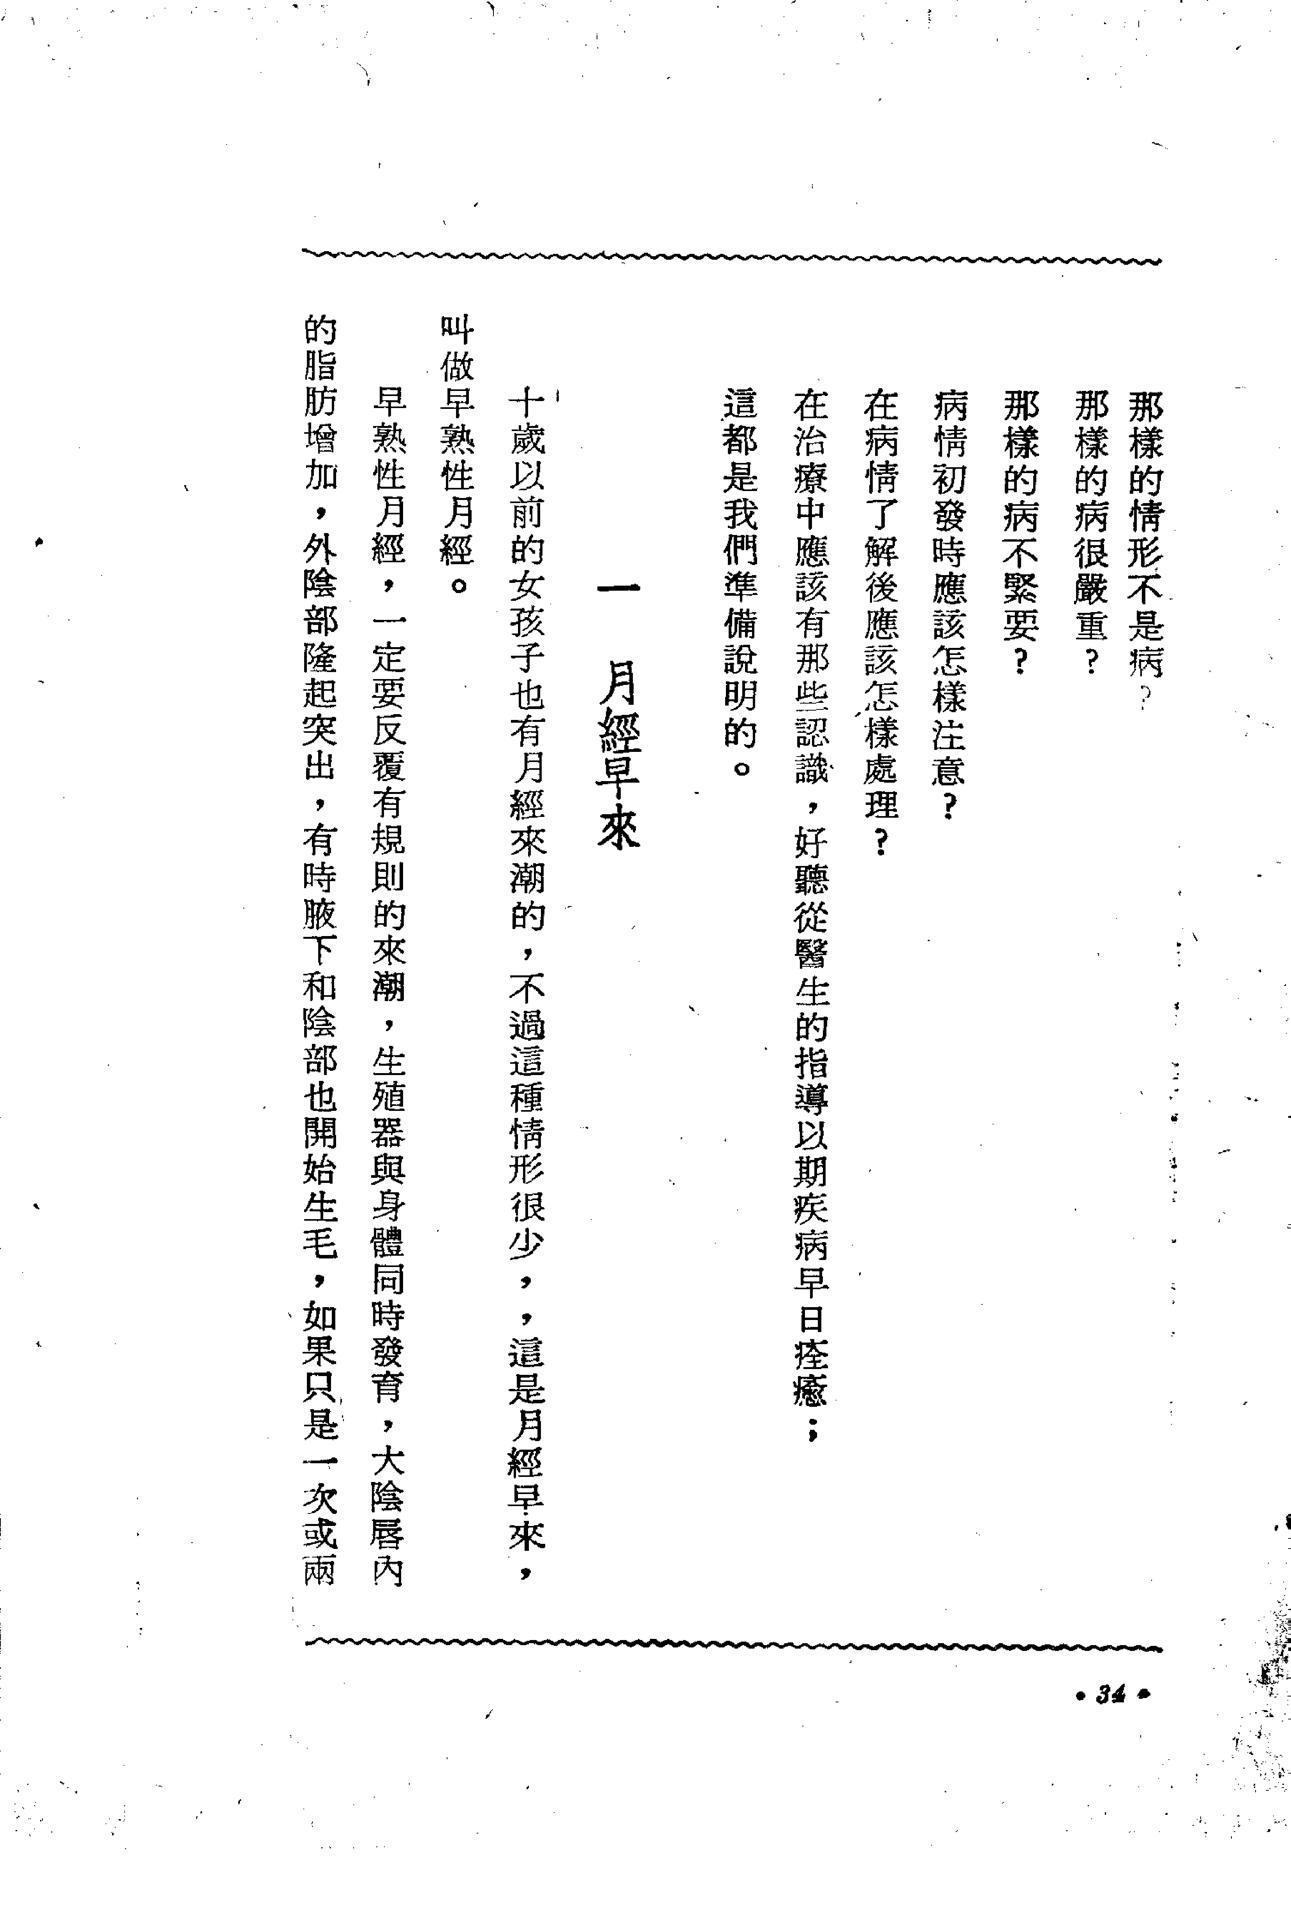 那樣的情形不是病？
那樣的病很嚴重？
那樣的病不緊要？
病情初發時應該怎樣注意？
在病情了解後應該怎樣處理？
在治療中應該有那些認識，好聽從醫生的指導以期疾病早日痊癒；
這都是我們準備說明的。
一　月經早來
十歲以前的女孩子也有月經來潮的，不過這種情形很少，，這是月經早來，
叫做早熟性月經。
早熟性月經，一定要反覆有規則的來潮，生殖器與身體同時發育，大陰唇內
的脂肪增加，外陰部隆起突出，有時腋下和陰部也開始生毛，如果只是一次或兩
•34•